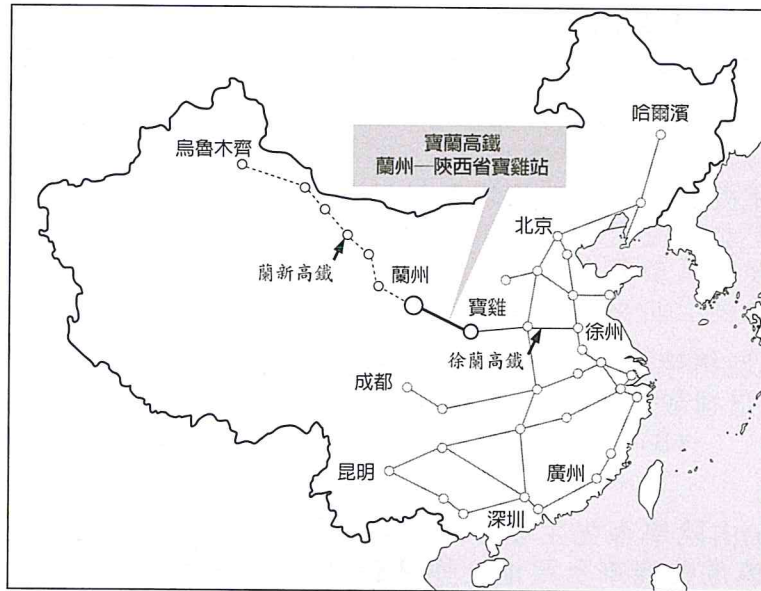 哈爾濱
烏魯木齊
寶蘭高鐵
蘭州—陝西省寶雞站
北京
蘭新高鐵
蘭州
寶雞
徐州
徐蘭高鐵
成都
昆明
廣州
深圳